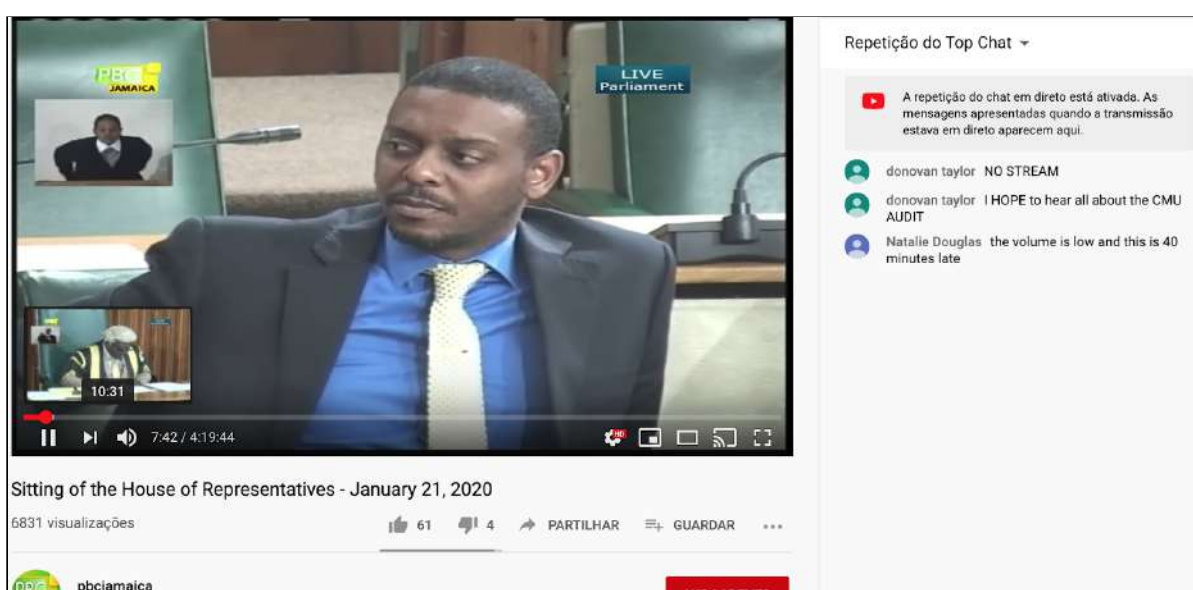 PBC
JAMAICA
LIVE
Parliament
10:31
7:42 / 4:19:44
HD
Sitting of the House of Representatives - January 21, 2020
6831 visualizações
61
4
PARTILHAR
GUARDAR
pbcjamaica
Repetição do Top Chat
A repetição do chat em direto está ativada. As
mensagens apresentadas quando a transmissão
estava em direto aparecem aqui.
donovan taylor NO STREAM
donovan taylor I HOPE to hear all about the CMU
AUDIT
Natalie Douglas the volume is low and this is 40
minutes late